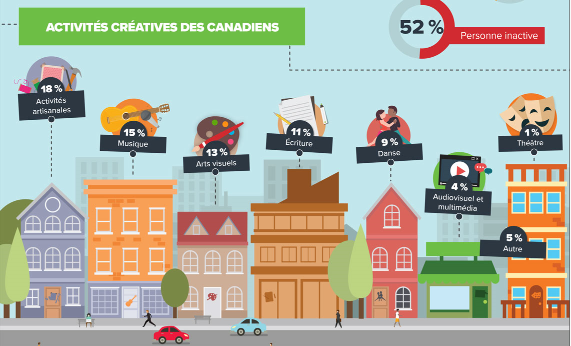 ACTIVITÉS CRÉATIVES DES CANADIENS
52 %
Personne inactive
18 %
Activités
artisanales
15 %
Musique
13 %
Arts visuels
11 %
Écriture
9 %
Danse
4 %
Audiovisuel et
multimédia
1 %
Théâtre
5 %
Autre